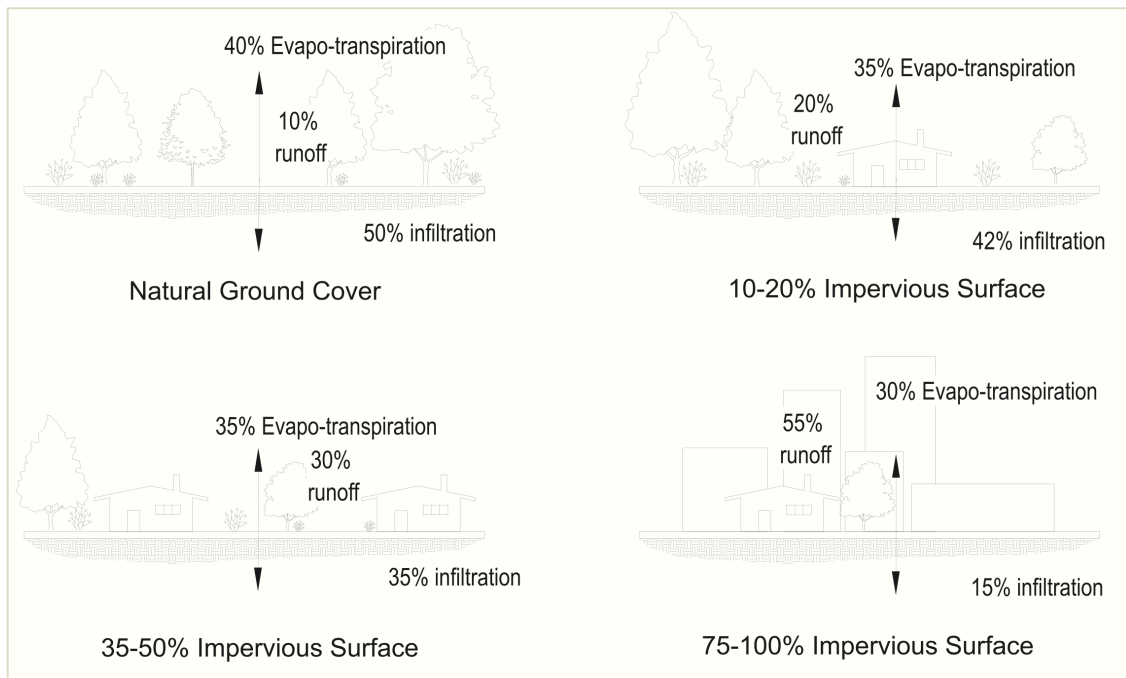 40% Evapo-transpiration
10%
runoff
50% infiltration
Natural Ground Cover
35% Evapo-transpiration
20%
runoff
42% infiltration
10-20% Impervious Surface
35% Evapo-transpiration
30%
runoff
35% infiltration
35-50% Impervious Surface
30% Evapo-transpiration
55%
runoff
15% infiltration
75-100% Impervious Surface